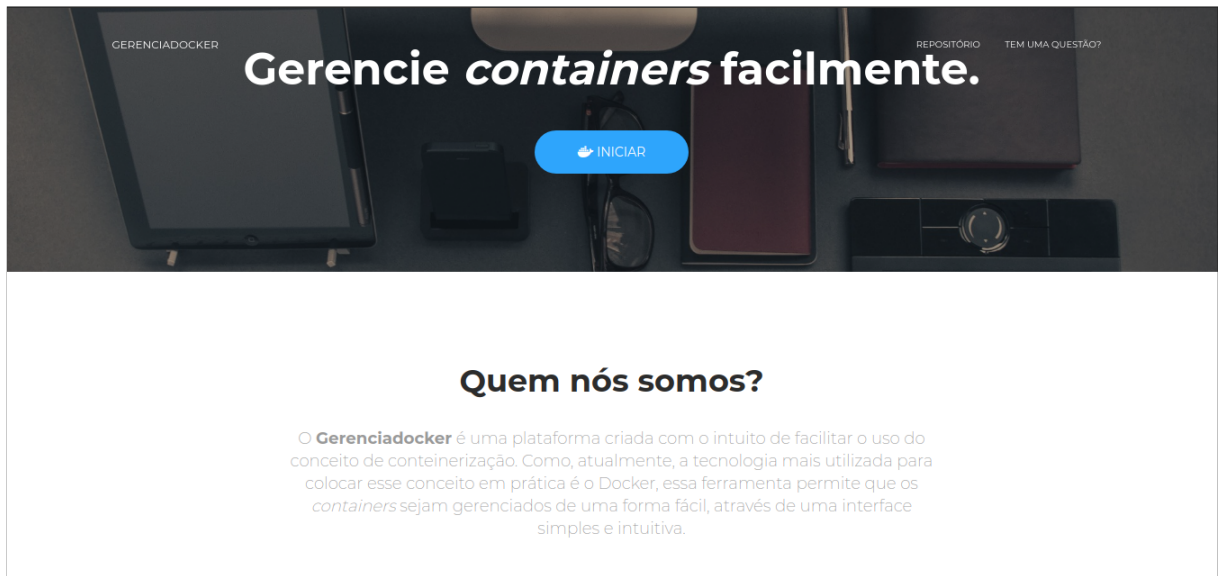 GERENCIADOCKER
REPOSITÓRIO TEM UMA QUESTÃO?
Gerencie containers facilmente.
INICIAR
Quem nós somos?
O Gerenciadocker é uma plataforma criada com o intuito de facilitar o uso do
conceito de conteinerização. Como, atualmente, a tecnologia mais utilizada para
colocar esse conceito em prática é o Docker, essa ferramenta permite que os
containers sejam gerenciados de uma forma fácil, através de uma interface
simples e intuitiva.